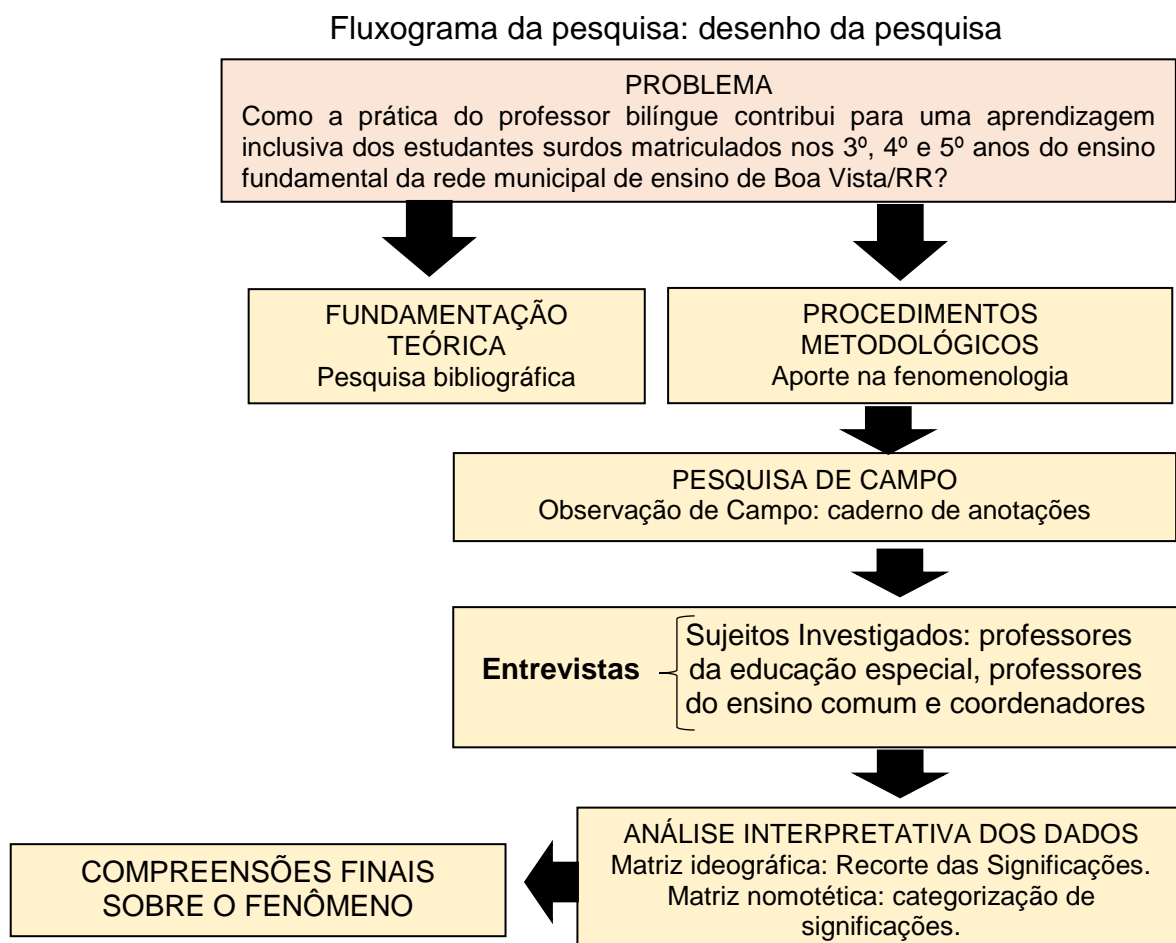 Fluxograma da pesquisa: desenho da pesquisa
PROBLEMA
Como a prática do professor bilíngue contribui para uma aprendizagem
inclusiva dos estudantes surdos matriculados nos 3º, 4º e 5º anos do ensino
fundamental da rede municipal de ensino de Boa Vista/RR?
FUNDAMENTAÇÃO
TEÓRICA
Pesquisa bibliográfica
PROCEDIMENTOS
METODOLÓGICOS
Aporte na fenomenologia
PESQUISA DE CAMPO
Observação de Campo: caderno de anotações
Entrevistas
Sujeitos Investigados: professores
da educação especial, professores
do ensino comum e coordenadores
ANÁLISE INTERPRETATIVA DOS DADOS
Matriz ideográfica: Recorte das Significações.
Matriz nomotética: categorização de
significações.
COMPREENSÕES FINAIS
SOBRE O FENÔMENO